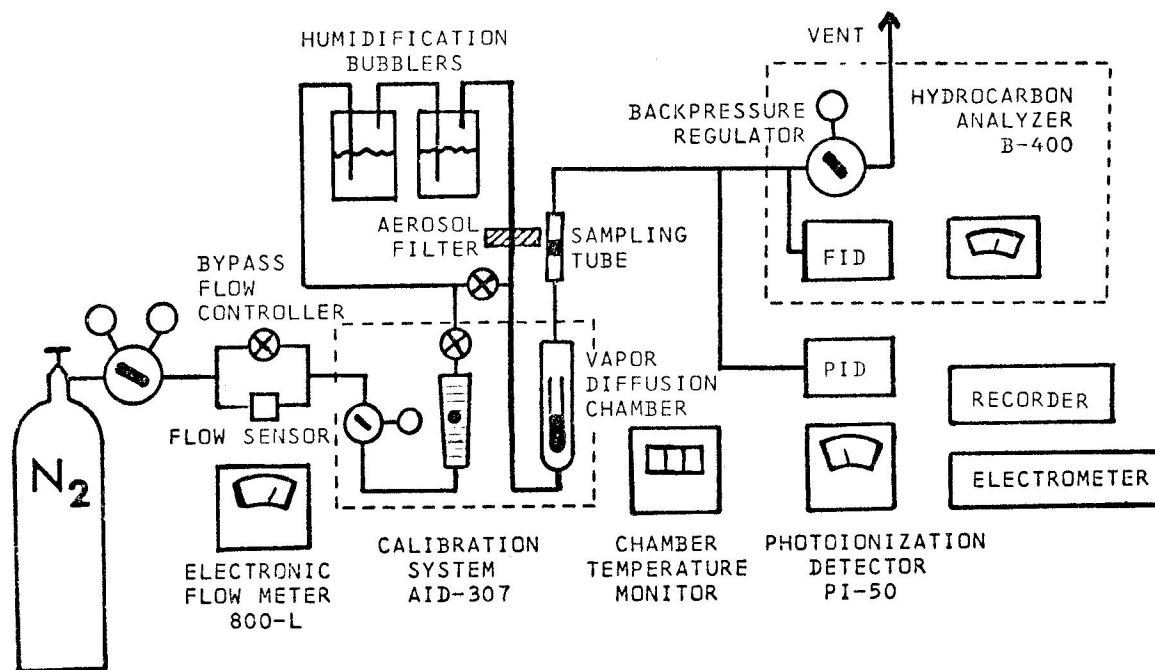 HUMIDIFICATION
BUBBLERS
VENT
BACKPRESSURE
REGULATOR
HYDROCARBON
ANALYZER
B-400
AEROSOL
FILTER
SAMPLING
TUBE
FID
BYPASS
FLOW
CONTROLLER
VAPOR
DIFFUSION
CHAMBER
PID
RECORDER
FLOW SENSOR
N2
ELECTROMETER
ELECTRONIC
FLOW METER
800-L
CALIBRATION
SYSTEM
AID-307
CHAMBER
TEMPERATURE
MONITOR
PHOTOIONIZATION
DETECTOR
PI-50